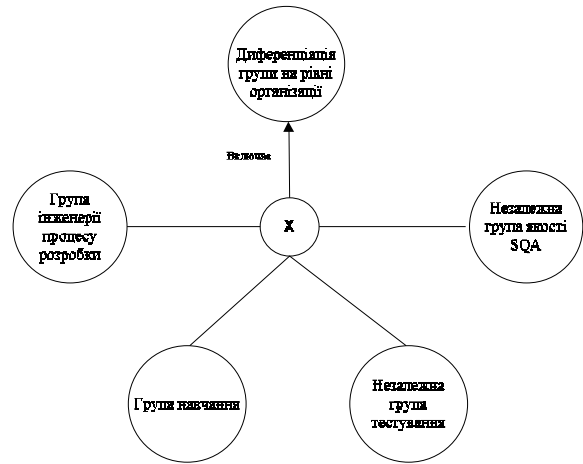 Диференціація
групи на рівні
організації
Включає
Група
інженерії
процесу
розробки
X
Незалежна
група якості
SQA
Група навчання
Незалежна
група
тестування